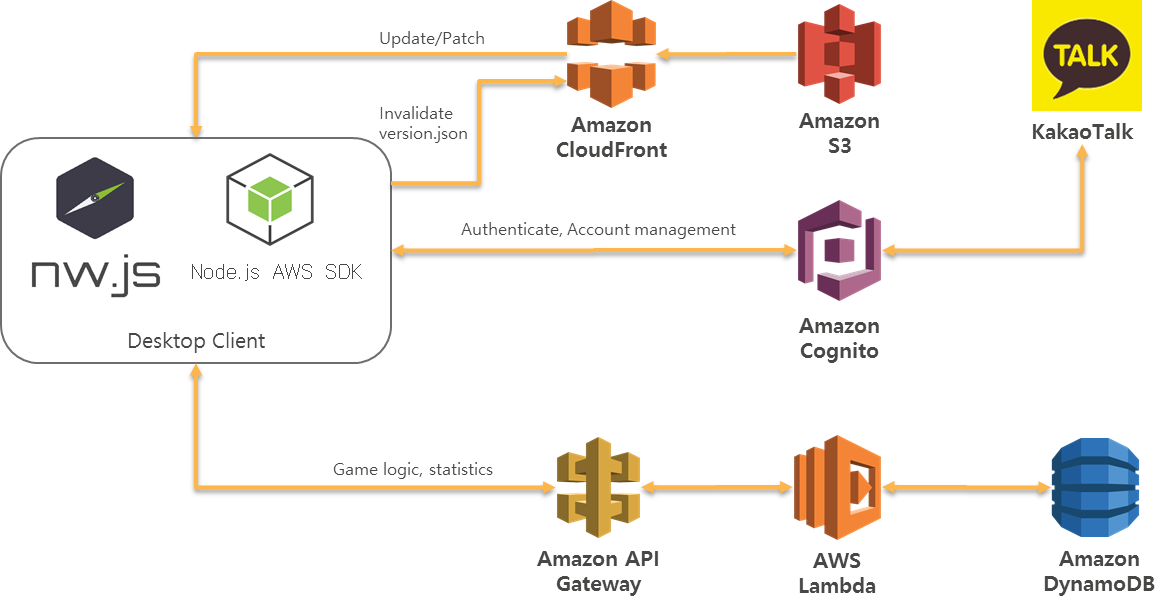 Update/Patch
Invalidate
version.json
Amazon
CloudFront
Amazon
S3
TALK
KakaoTalk
nw.js
Node.js AWS SDK
Desktop Client
Authenticate, Account management
Amazon
Cognito
Game logic, statistics
Amazon API
Gateway
AWS
Lambda
Amazon
DynamoDB